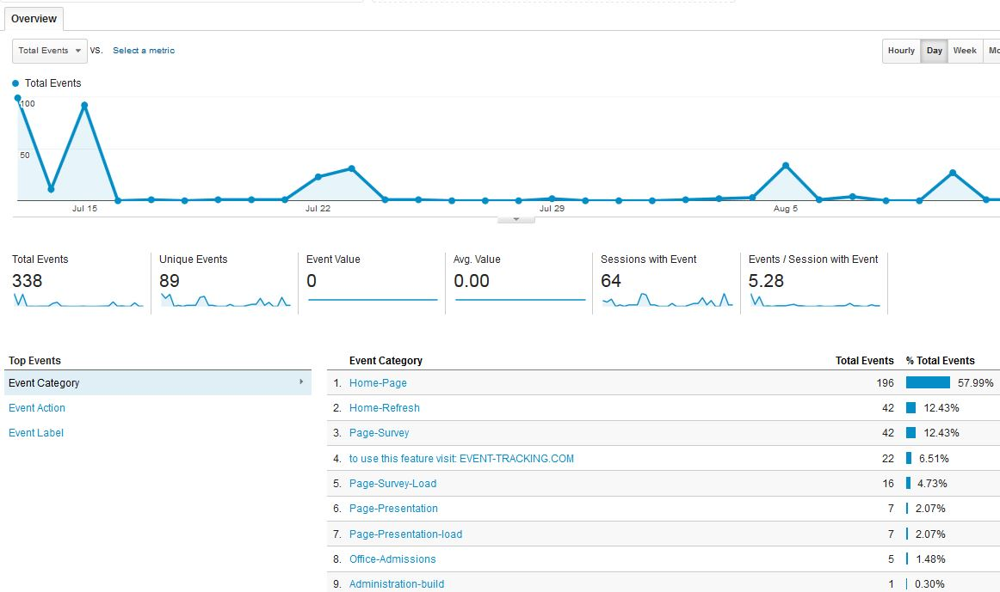 Overview
Total Events VS. Select a metric
Hourly Day Week Mo
Total Events
100
50
Jul 15 Jul 22 Jul 29 Aug 5
Total Events Unique Events Event Value Avg. Value Sessions with Event Events / Session with Event
338 89 0 0.00 64 5.28
Top Events Event Category Total Events % Total Events
Event Category 1. Home-Page 196 57.99%
Event Action 2. Home-Refresh 42 12.43%
Event Label 3. Page-Survey 42 12.43%
4. to use this feature visit: EVENT-TRACKING.COM 22 6.51%
5. Page-Survey-Load 16 4.73%
6. Page-Presentation 7 2.07%
7. Page-Presentation-load 7 2.07%
8. Office-Admissions 5 1.48%
9. Administration-build 1 0.30%